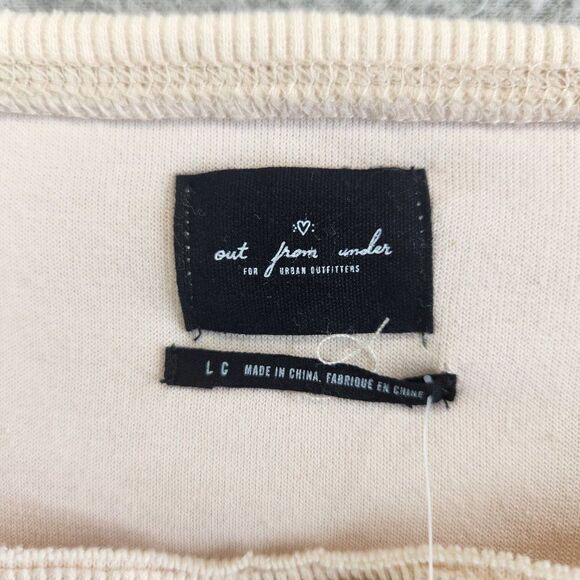 out from under
FOR URBAN OUTFITTERS
L G MADE IN CHINA. FABRIQUE EN CHINE